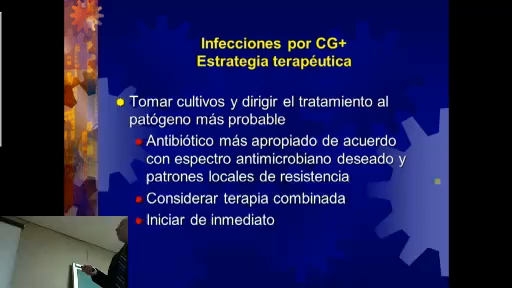 Infecciones por CG+
Estrategia terapéutica
Tomar cultivos y dirigir el tratamiento al
patógeno más probable
Antibiótico más apropiado de acuerdo
con espectro antimicrobiano deseado y
patrones locales de resistencia
Considerar terapia combinada
Iniciar de inmediato